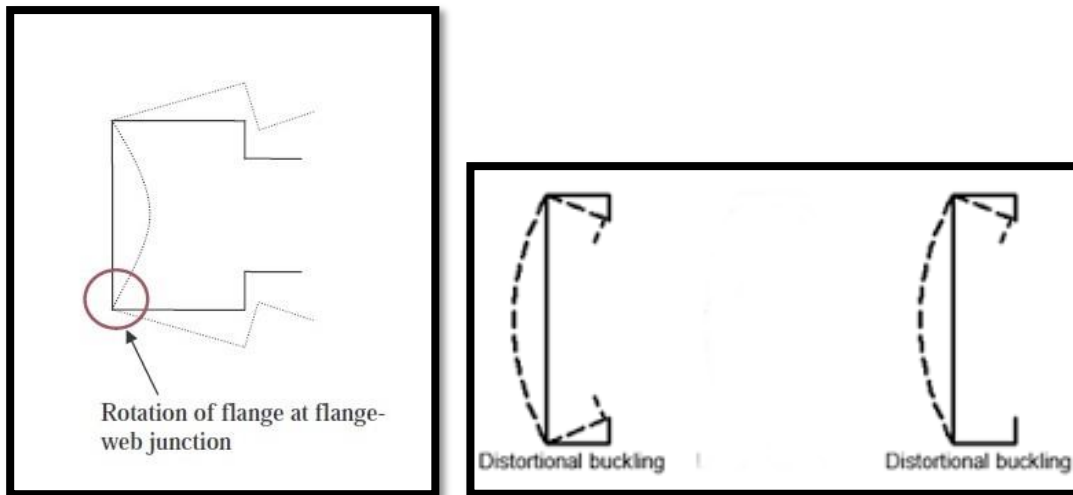 Rotation of flange at flange-
web junction
Distortional buckling
Distortional buckling